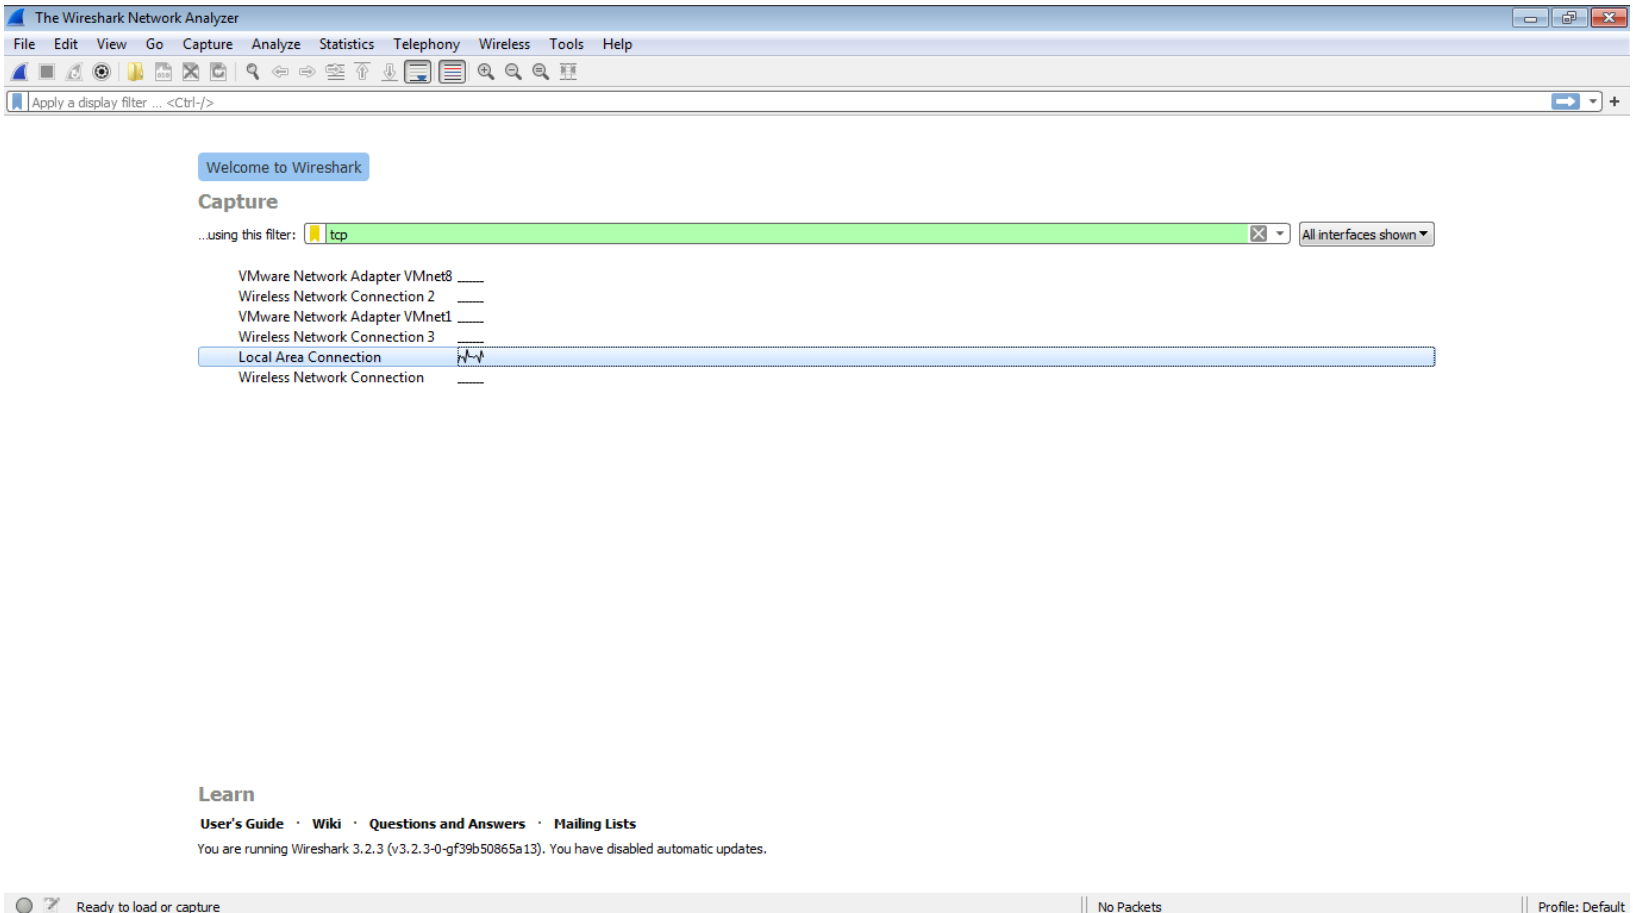 The Wireshark Network Analyzer
File Edit View Go Capture Analyze Statistics Telephony Wireless Tools Help
Apply a display filter ... <Ctrl-/>
Welcome to Wireshark
Capture
...using this filter: tcp All interfaces shown
VMware Network Adapter VMnet8
Wireless Network Connection 2
VMware Network Adapter VMnet1
Wireless Network Connection 3
Local Area Connection
Wireless Network Connection
Learn
User's Guide · Wiki · Questions and Answers · Mailing Lists
You are running Wireshark 3.2.3 (v3.2.3-0-gf39b50865a13). You have disabled automatic updates.
Ready to load or capture No Packets Profile: Default